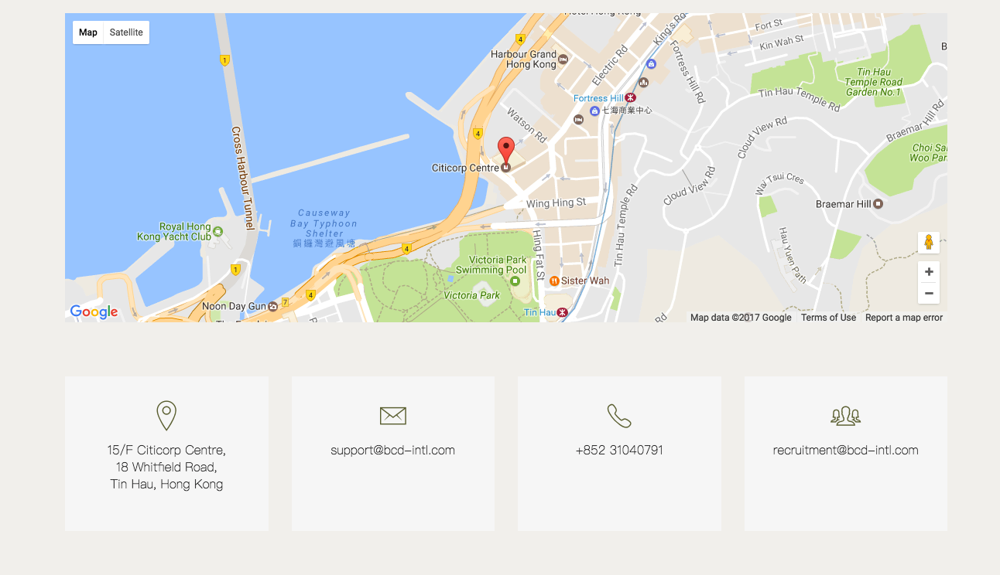 Hotel Hong Kong
Map Satellite
4
King's Rd
Fort St
Kin Wah St
1
Harbour Grand
Hong Kong
Electric Rd
Fortress Hill Rd
Tin Hau
Temple Road
Garden No.1
Fortress Hill
Tin Hau Temple Rd
七海商業中心
Watson Rd
Braemar Hill Rd
Cross Harbour Tunnel
4
Cloud View Rd
Choi Sai
Woo Par
Citicorp Centre
Cloud View Rd
Wai Tsui Cres
Wing Hing St
Braemar Hill
Causeway
Bay Typhoon
Shelter
銅鑼灣避風塘
Royal Hong
Kong Yacht Club
Tin Hau Temple Rd
Hing Fat St
Hau Yuen Path
4
Victoria Park
Swimming Pool
1
Sister Wah
Victoria Park
4
7
Noon Day Gun
Tin Hau
Rd
Google
Map data ©2017 Google Terms of Use Report a map error
15/F Citicorp Centre,
18 Whitfield Road,
Tin Hau, Hong Kong
support@bcd-intl.com
+852 31040791
recruitment@bcd-intl.com